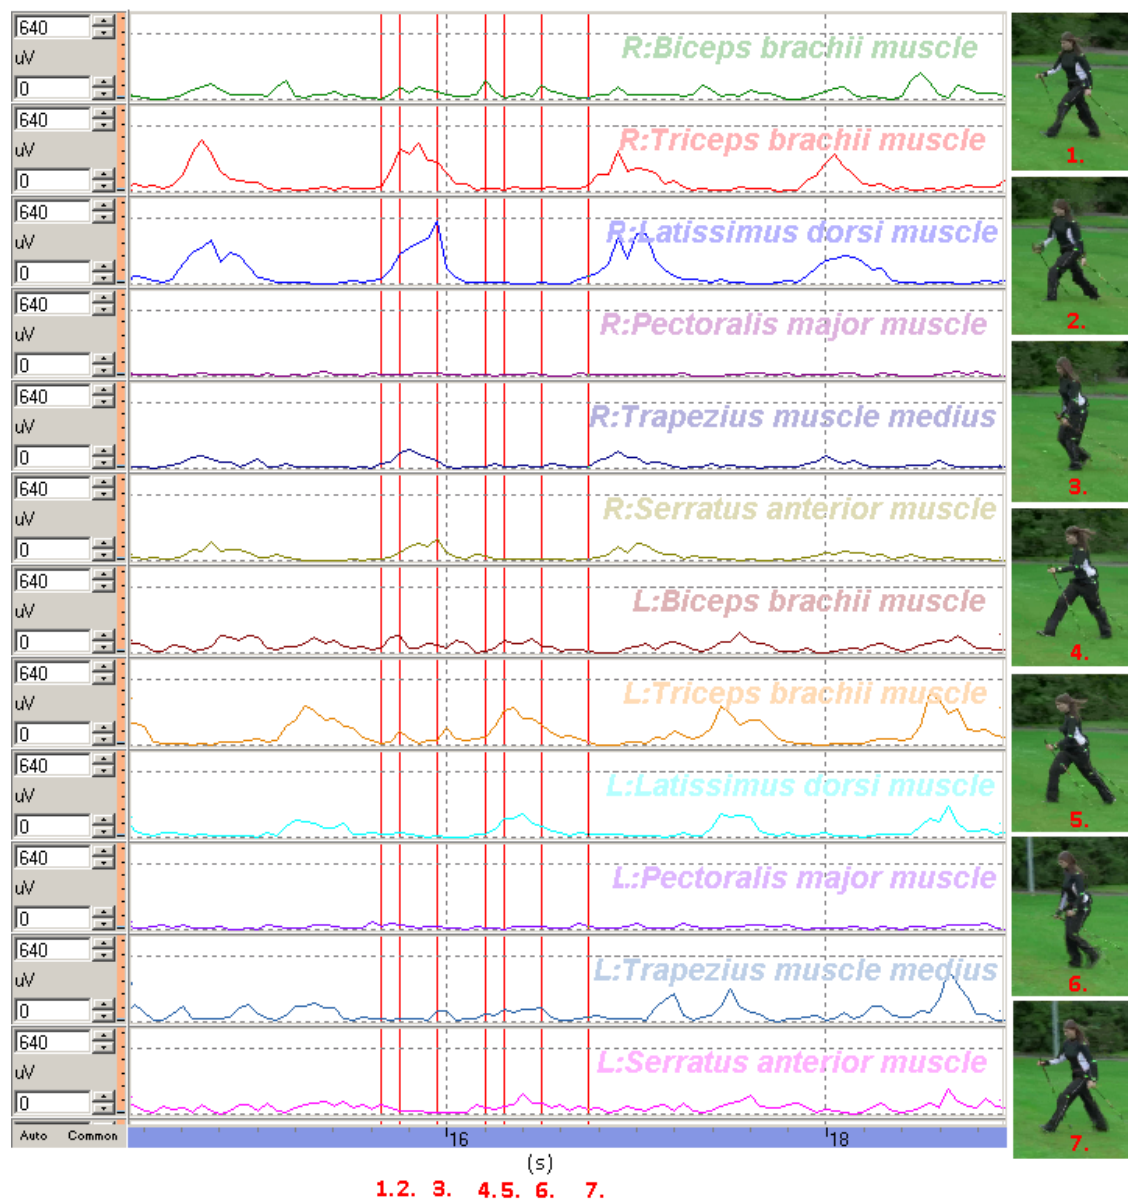 640
R:Biceps brachii muscle
uV
0
640
R:Triceps brachii muscle
uV
0
640
R:Latissimus dorsi muscle
uV
0
640
R:Pectoralis major muscle
uV
0
640
R:Trapezius muscle medius
uV
0
640
R:Serratus anterior muscle
uV
0
640
L:Biceps brachii muscle
uV
0
640
L:Triceps brachii muscle
uV
0
640
L:Latissimus dorsi muscle
uV
0
640
L:Pectoralis major muscle
uV
0
640
L:Trapezius muscle medius
uV
0
640
L:Serratus anterior muscle
uV
0
Auto Common
16 18
(s)
1. 2. 3. 4. 5. 6. 7.
1.
2.
3.
4.
5.
6.
7.